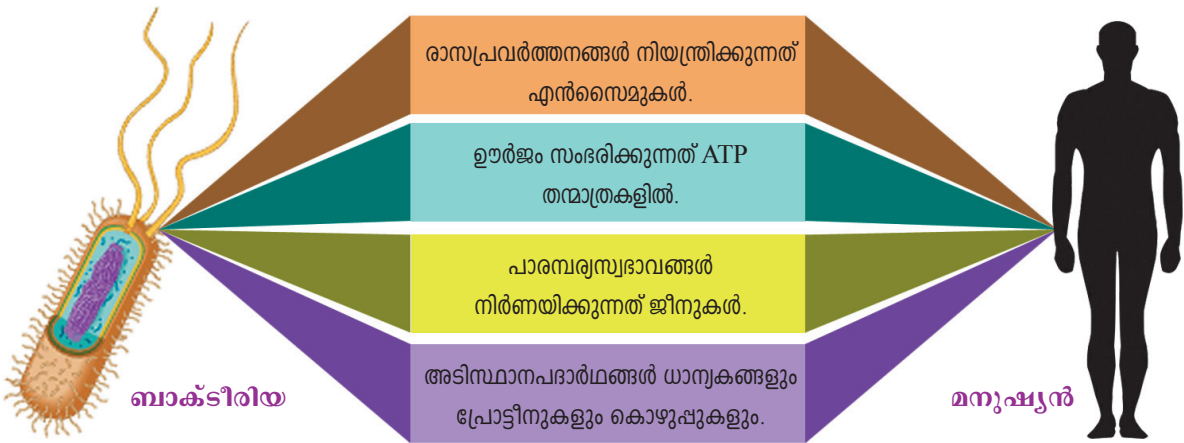 രാസപ്രവർത്തനങ്ങൾ നിയന്ത്രിക്കുന്നത്
എൻസൈമുകൾ.
ഊർജം സംഭരിക്കുന്നത് ATP
തന്മാത്രകളിൽ.
പാരമ്പര്യസ്വഭാവങ്ങൾ
നിർണയിക്കുന്നത് ജീനുകൾ.
അടിസ്ഥാനപദാർഥങ്ങൾ ധാന്യകങ്ങളും
പ്രോട്ടീനുകളും കൊഴുപ്പുകളും.
ബാക്ടീരിയ
മനുഷ്യൻ